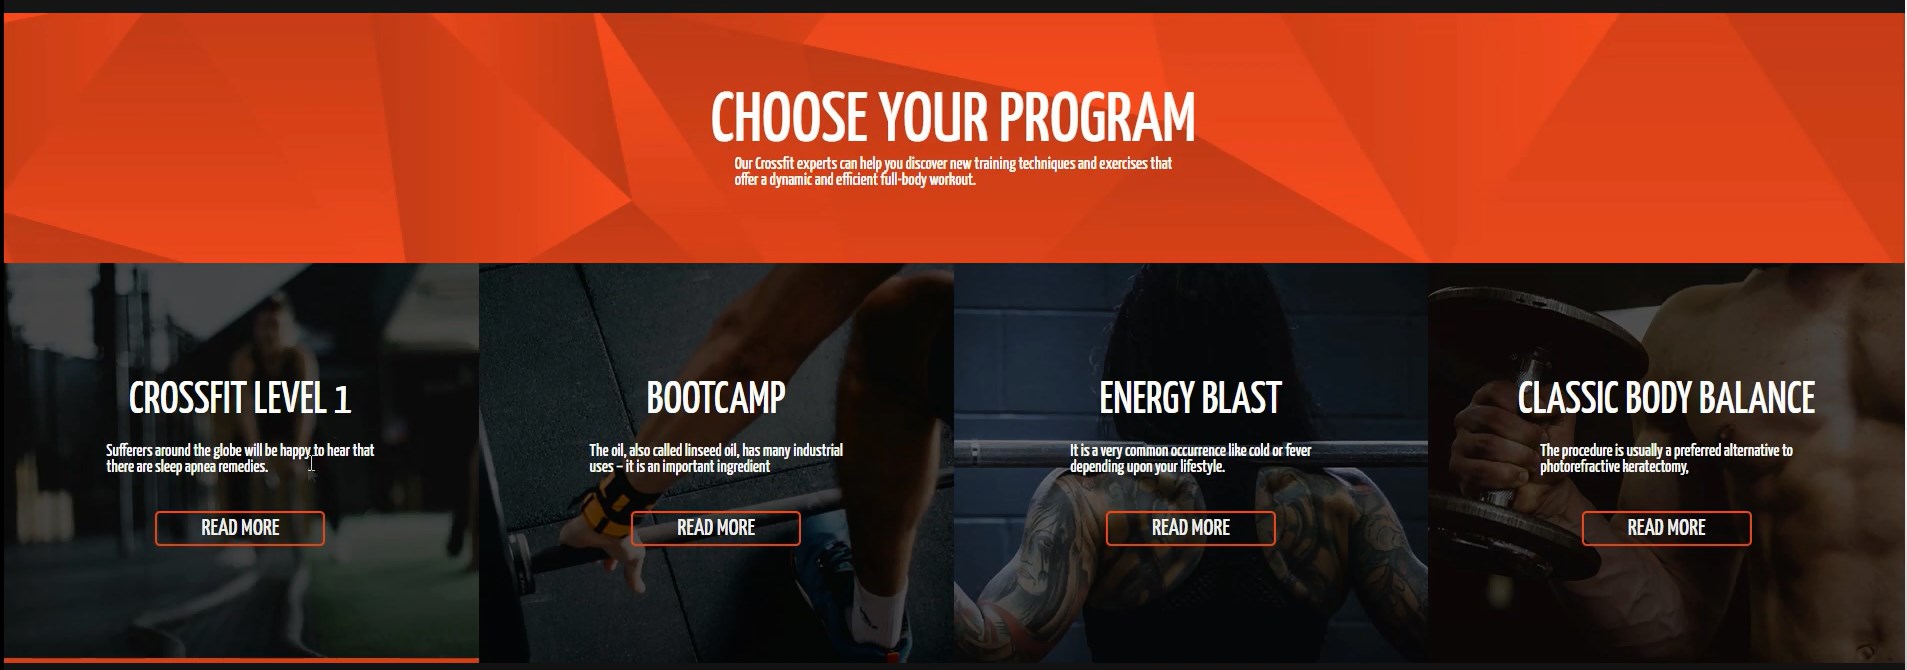 CHOOSE YOUR PROGRAM
Our Crossfit experts can help you discover new training techniques and exercises that
offer a dynamic and efficient full-body workout.
CROSSFIT LEVEL 1
Sufferers around the globe will be happy to hear that
there are sleep apnea remedies.
READ MORE
BOOTCAMP
The oil, also called linseed oil, has many industrial
uses – it is an important ingredient
READ MORE
ENERGY BLAST
It is a very common occurrence like cold or fever
depending upon your lifestyle.
READ MORE
CLASSIC BODY BALANCE
The procedure is usually a preferred alternative to
photorefractive keratectomy,
READ MORE